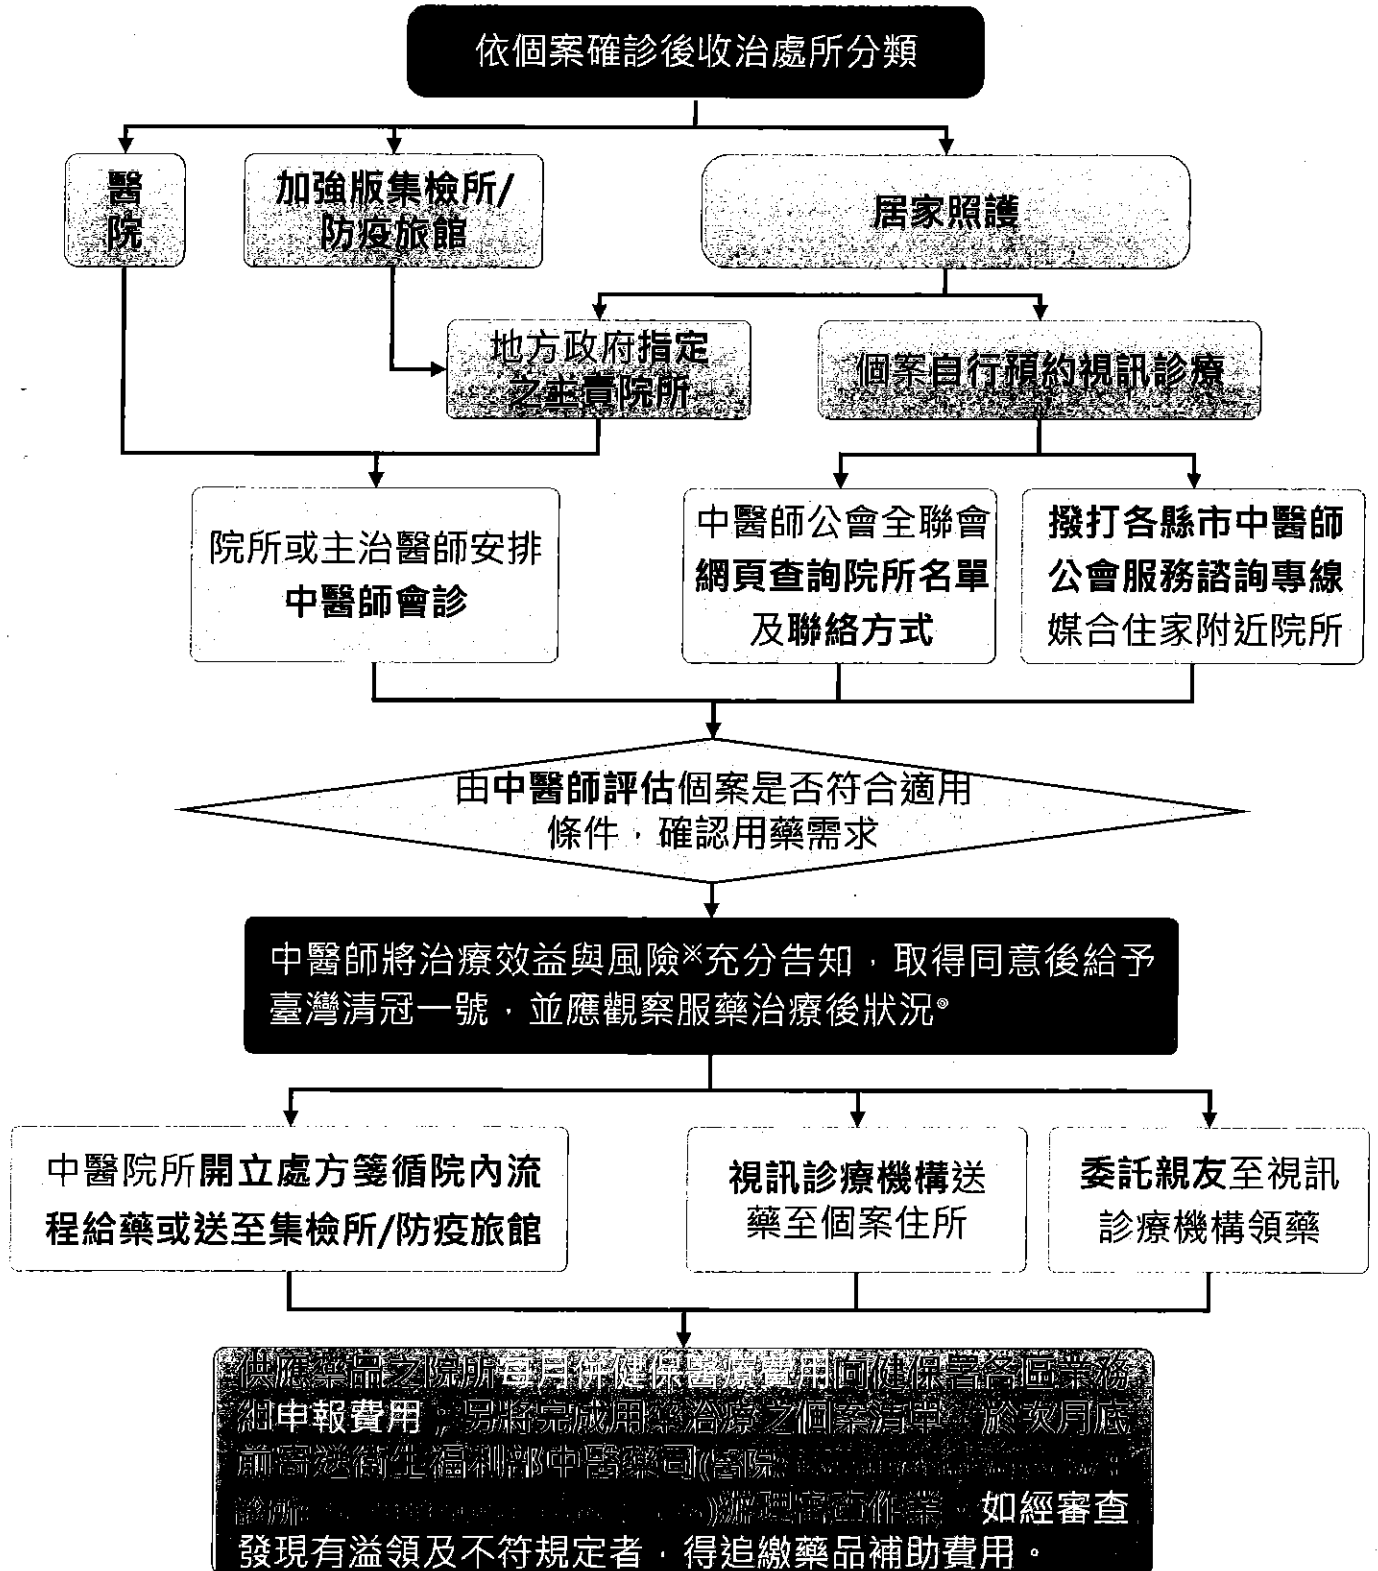 依個案確診後收治處所分類
醫
院
加強版集檢所/
防疫旅館
居家照護
地方政府指定
之主責院所
個案自行預約視訊診療
院所或主治醫師安排
中醫師會診
中醫師公會全聯會
網頁查詢院所名單
及聯絡方式
撥打各縣市中醫師
公會服務諮詢專線
媒合住家附近院所
由中醫師評估個案是否符合適用
條件，確認用藥需求
中醫師將治療效益與風險※充分告知，取得同意後給予
臺灣清冠一號，並應觀察服藥治療後狀況◎
中醫院所開立處方箋循院內流
程給藥或送至集檢所/防疫旅館
視訊診療機構送
藥至個案住所
委託親友至視訊
診療機構領藥
供應藥品之院所每月併健保醫療費用向健保署各區業務
組申報費用，另將完成用 治療之個案清單 於次月底
前寄送衛生福利部中醫藥司(醫院
診所 )辦理審查作業，如經審查
發現有溢領及不符規定者，得追繳藥品補助費用。